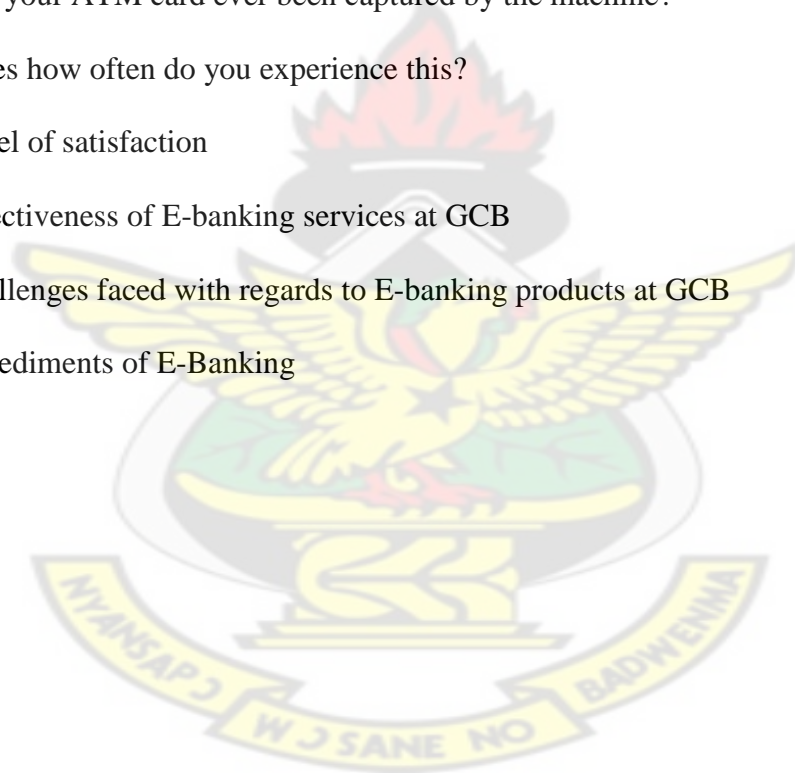 your ATM card ever been captured by the machine?
es how often do you experience this?
el of satisfaction
ectiveness of E-banking services at GCB
llenges faced with regards to E-banking products at GCB
ediments of E-Banking
NYANSAPƆ
WƆSANE NO
BADWENMA